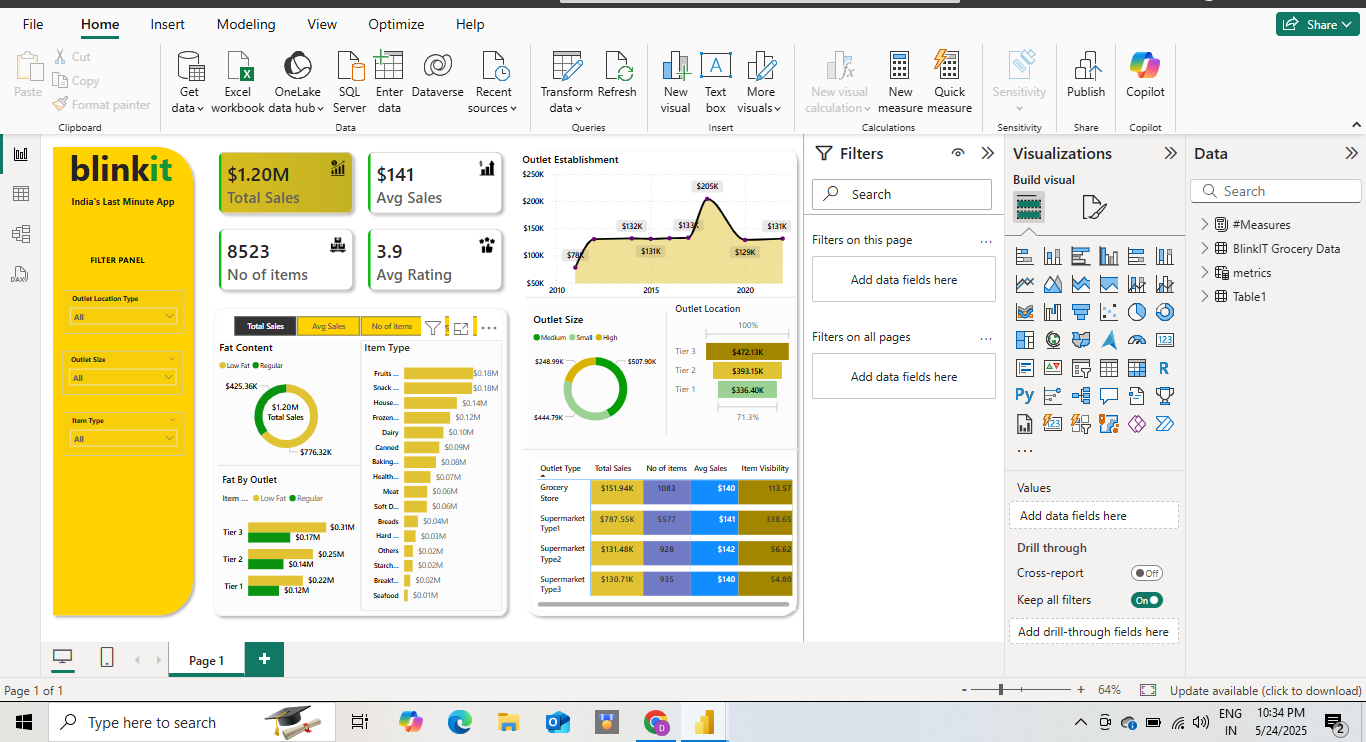 File Home Insert Modeling View Optimize Help Share
Paste
Cut
Copy
Format painter
Clipboard
Get data
Excel workbook
OneLake data hub
SQL Server
Enter data
Dataverse
Recent sources
Data
Transform data
Refresh
Queries
New visual
Text box
More visuals
Insert
New visual calculation
New measure
Quick measure
Calculations
Sensitivity
Sensitivity
Publish
Share
Copilot
Copilot
blinkit
India's Last Minute App
FILTER PANEL
Outlet Location Type
All
Outlet Size
All
Item Type
All
$1.20M
Total Sales
$141
Avg Sales
8523
No of items
3.9
Avg Rating
Total Sales Avg Sales No of items
Fat Content
Low Fat Regular
$425.36K
$1.20M
Total Sales
$776.32K
Fat By Outlet
Item ... Low Fat Regular
Tier 3 $0.31M
$0.17M
Tier 2 $0.25M
$0.14M
Tier 1 $0.22M
$0.12M
Item Type
Fruits ... $0.18M
Snack ... $0.18M
House... $0.14M
Frozen... $0.12M
Dairy $0.10M
Canned $0.09M
Baking... $0.08M
Health... $0.07M
Meat $0.06M
Soft D... $0.06M
Breads $0.04M
Hard ... $0.03M
Others $0.02M
Starch... $0.02M
Breakf... $0.02M
Seafood $0.01M
Outlet Establishment
$250K
$200K
$150K
$100K
$50K
$132K
$131K
$205K
$129K
$131K
2010 2015 2020
Outlet Size
Medium Small High
$248.99K
$507.90K
$444.79K
Outlet Location
100%
Tier 3 $472.13K
Tier 2 $393.15K
Tier 1 $336.40K
71.3%
Outlet Type Total Sales No of items Avg Sales Item Visibility
Grocery Store $151.94K 1083 $140 113.57
Supermarket Type1 $787.55K 5577 $141 338.65
Supermarket Type2 $131.48K 928 $142 56.62
Supermarket Type3 $130.71K 935 $140 54.80
Filters
Search
Filters on this page ...
Add data fields here
Filters on all pages ...
Add data fields here
Visualizations
Build visual
123
R
Py
123
...
Values
Add data fields here
Drill through
Cross-report Off
Keep all filters On
Add drill-through fields here
Data
Search
#Measures
BlinkIT Grocery Data
metrics
Table1
DAX
Page 1
+
Page 1 of 1
- + 64%
Update available (click to download)
Type here to search
ENG
IN
10:34 PM
5/24/2025
2